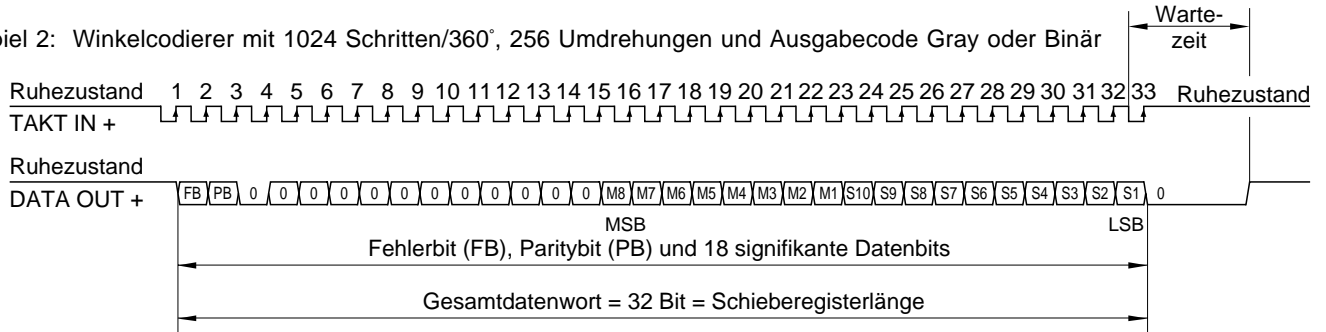 Warte-
piel 2: Winkelcodierer mit 1024 Schritten/360°, 256 Umdrehungen und Ausgabecode Gray oder Binär zeit
Ruhezustand 1 2 3 4 5 6 7 8 9 10 11 12 13 14 15 16 17 18 19 20 21 22 23 24 25 26 27 28 29 30 31 32 33 Ruhezustand
TAKT IN +
Ruhezustand
DATA OUT + FB PB 0 0 0 0 0 0 0 0 0 0 0 0 M8 M7 M6 M5 M4 M3 M2 M1 S10 S9 S8 S7 S6 S5 S4 S3 S2 S1 0
MSB LSB
Fehlerbit (FB), Paritybit (PB) und 18 signifikante Datenbits
Gesamtdatenwort = 32 Bit = Schieberegisterlänge